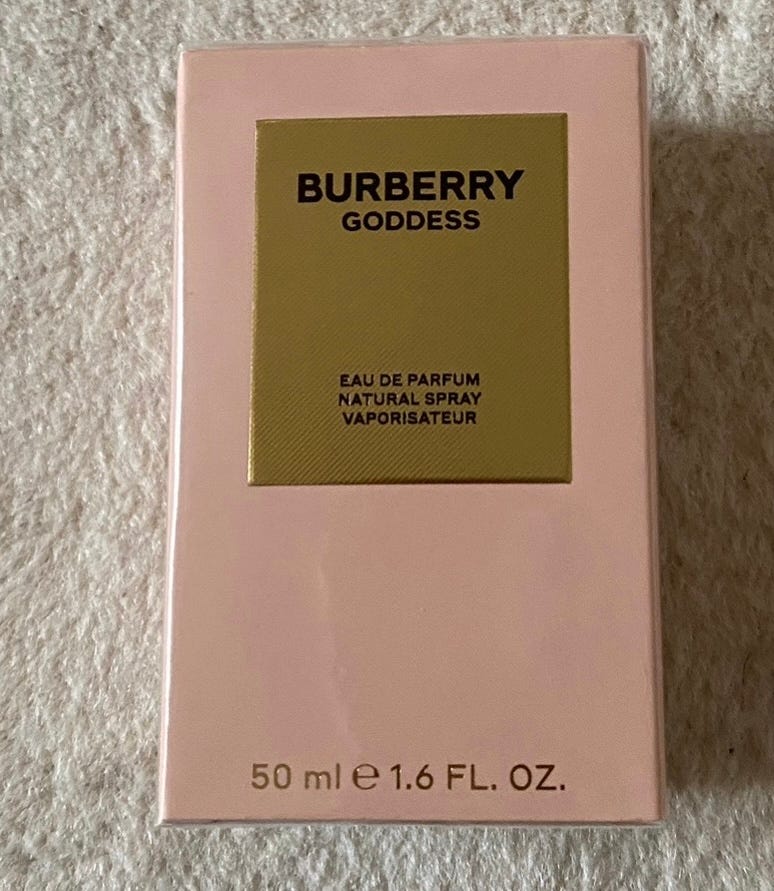 BURBERRY
GODDESS
EAU DE PARFUM
NATURAL SPRAY
VAPORISATEUR
50 ml ℮ 1.6 FL. OZ.